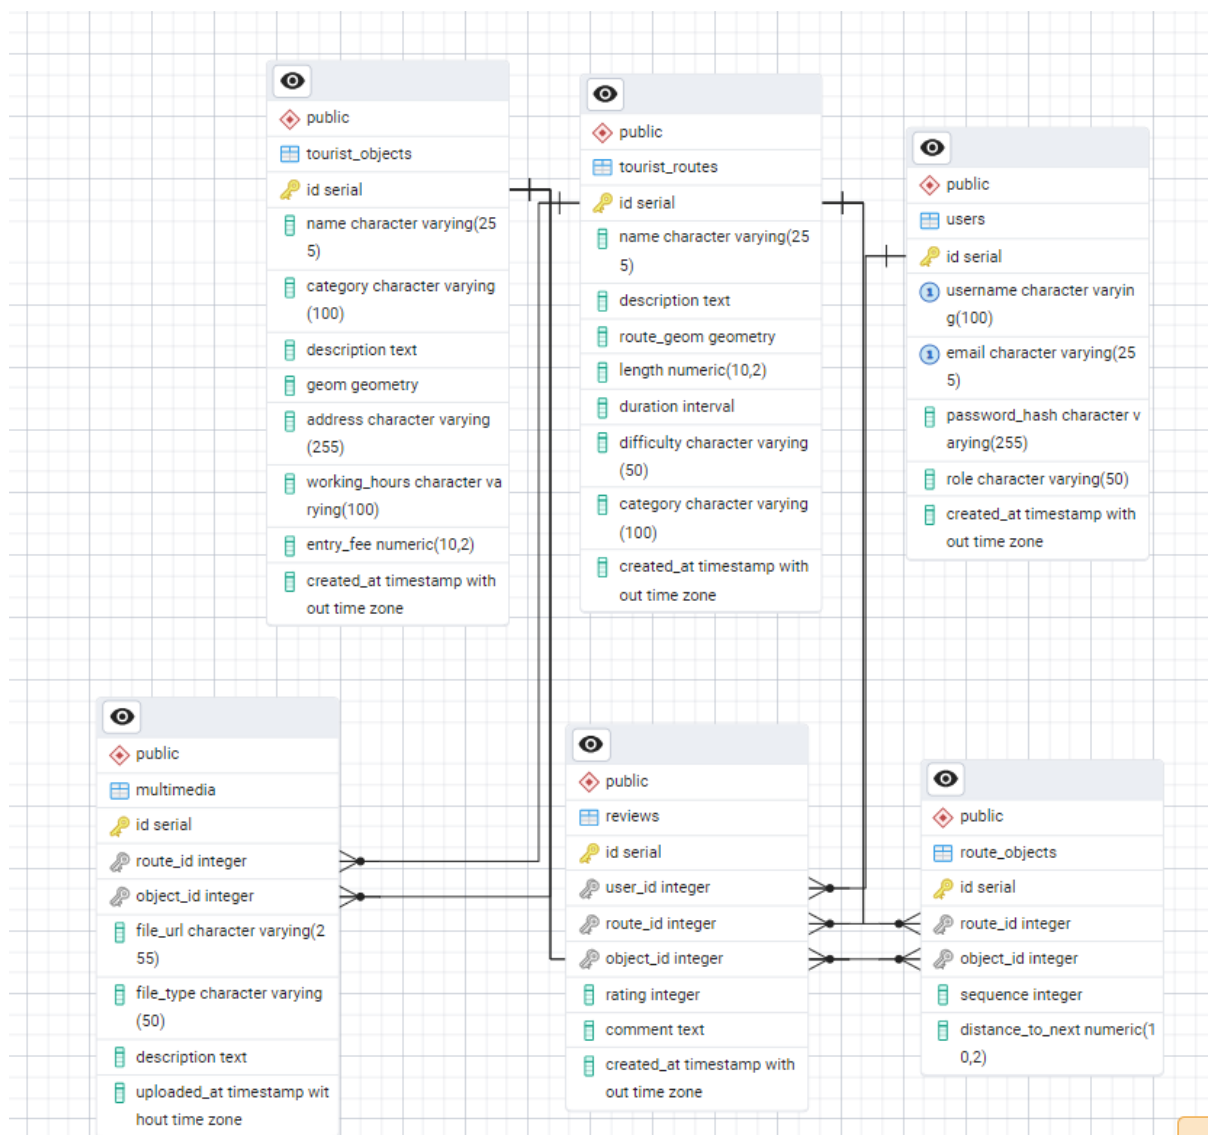 public
tourist_objects
id serial
name character varying(25
5)
category character varying
(100)
description text
geom geometry
address character varying
(255)
working_hours character va
rying(100)
entry_fee numeric(10,2)
created_at timestamp with
out time zone
public
tourist_routes
id serial
name character varying(25
5)
description text
route_geom geometry
length numeric(10,2)
duration interval
difficulty character varying
(50)
category character varying
(100)
created_at timestamp with
out time zone
public
users
id serial
1
username character varyin
g(100)
1
email character varying(25
5)
password_hash character v
arying(255)
role character varying(50)
created_at timestamp with
out time zone
public
multimedia
id serial
route_id integer
object_id integer
file_url character varying(2
55)
file_type character varying
(50)
description text
uploaded_at timestamp wit
hout time zone
public
reviews
id serial
user_id integer
route_id integer
object_id integer
rating integer
comment text
created_at timestamp with
out time zone
public
route_objects
id serial
route_id integer
object_id integer
sequence integer
distance_to_next numeric(1
0,2)